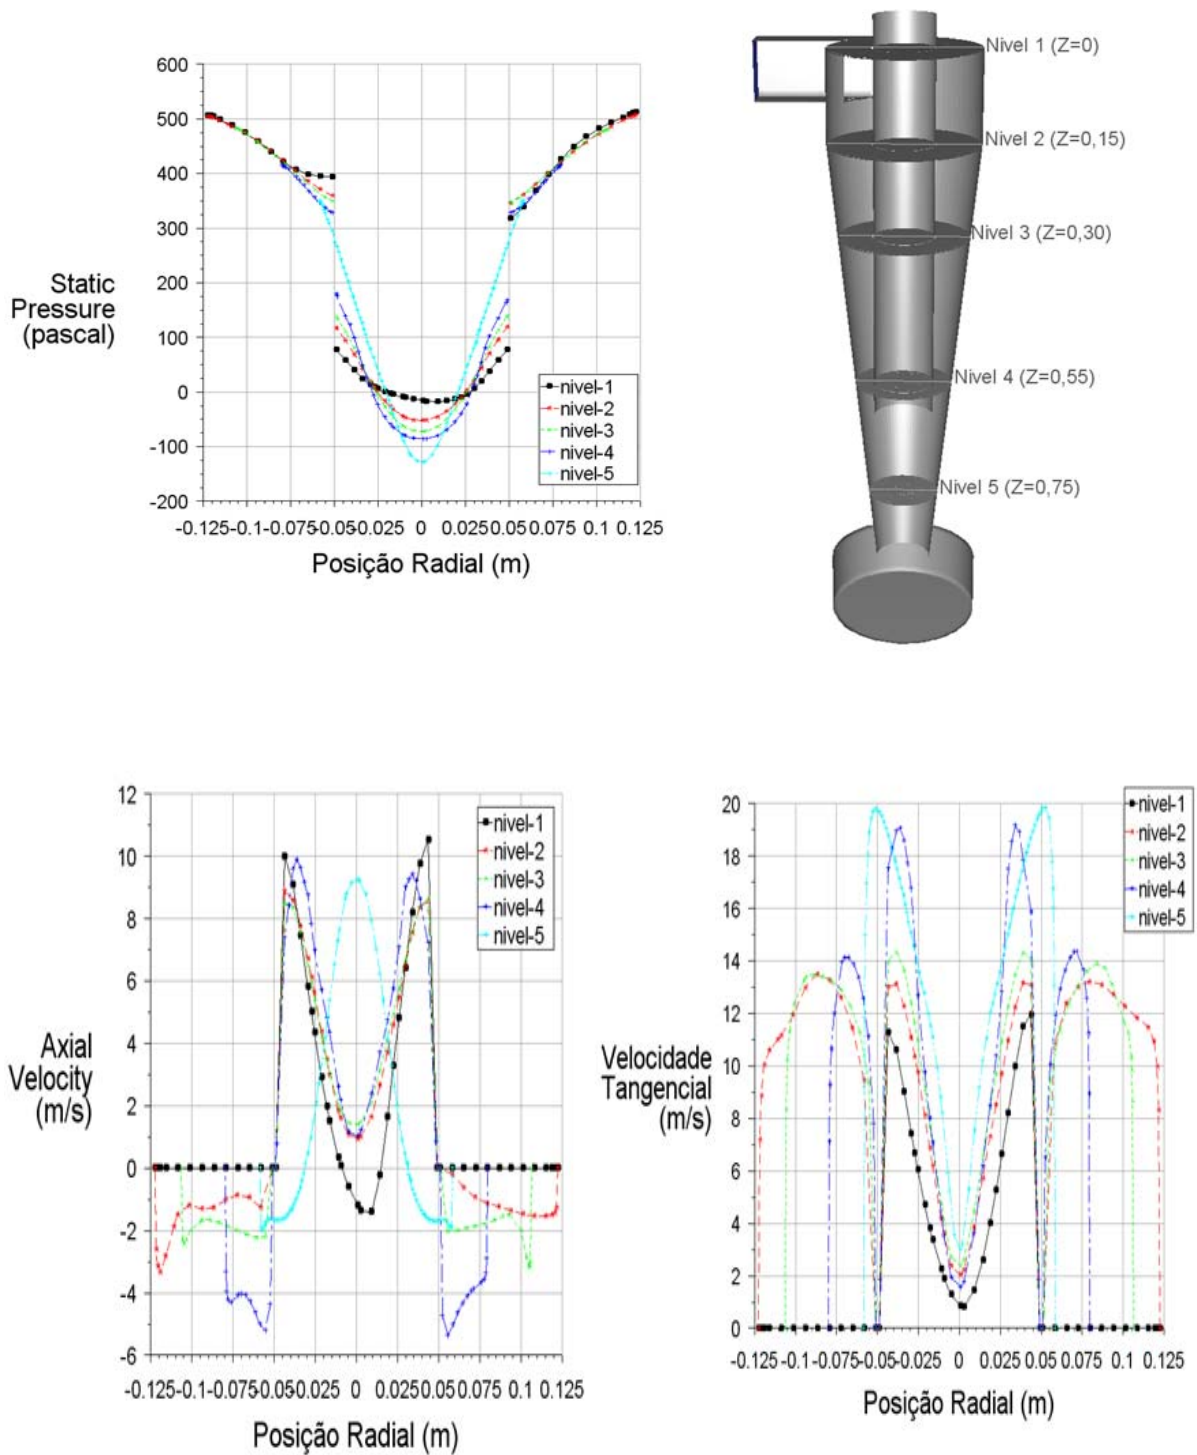 600
500
400
300
200
100
0
-100
-200
Static
Pressure
(pascal)
nivel-1
nivel-2
nivel-3
nivel-4
nivel-5
-0.125 -0.1 -0.075 -0.05 -0.025 0 0.025 0.05 0.075 0.1 0.125
Posição Radial (m)
Nivel 1 (Z=0)
Nivel 2 (Z=0,15)
Nivel 3 (Z=0,30)
Nivel 4 (Z=0,55)
Nivel 5 (Z=0,75)
12
10
8
6
4
2
0
-2
-4
-6
Axial
Velocity
(m/s)
nivel-1
nivel-2
nivel-3
nivel-4
nivel-5
-0.125 -0.1 -0.075 -0.05 -0.025 0 0.025 0.05 0.075 0.1 0.125
Posição Radial (m)
20
18
16
14
12
10
8
6
4
2
0
Velocidade
Tangencial
(m/s)
nivel-1
nivel-2
nivel-3
nivel-4
nivel-5
-0.125 -0.1 -0.075 -0.05 -0.025 0 0.025 0.05 0.075 0.1 0.125
Posição Radial (m)